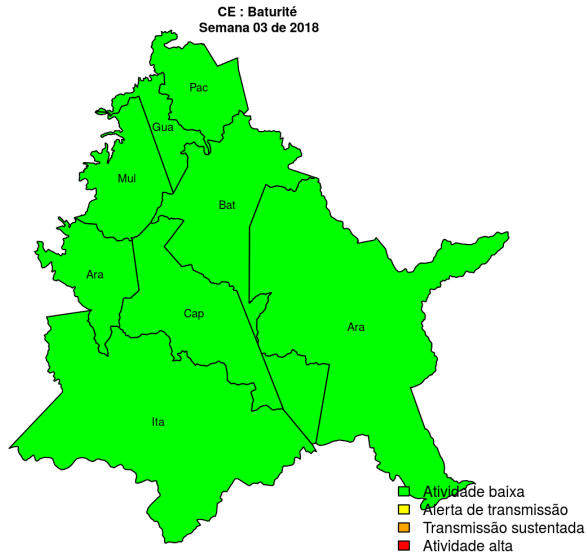 CE : Baturité
Semana 03 de 2018
Pac
Gua
Mul
Bat
Ara
Cap
Ara
Ita
Atividade baixa
Alerta de transmissão
Transmissão sustentada
Atividade alta